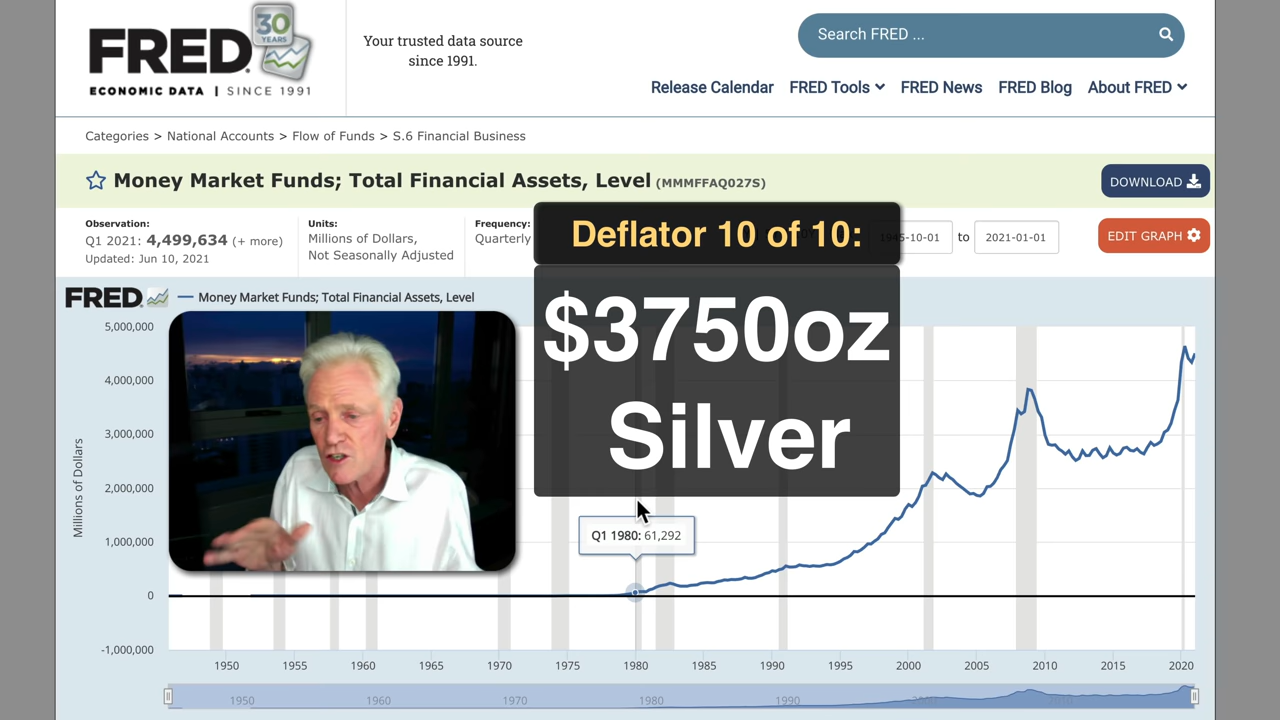 FRED
30
YEARS
ECONOMIC DATA | SINCE 1991
Your trusted data source
since 1991.
Search FRED ...
Release Calendar FRED Tools FRED News FRED Blog About FRED
Categories > National Accounts > Flow of Funds > S.6 Financial Business
Money Market Funds; Total Financial Assets, Level (MMMFFAQ027S)
DOWNLOAD
Observation:
Q1 2021: 4,499,634 (+ more)
Updated: Jun 10, 2021
Units:
Millions of Dollars,
Not Seasonally Adjusted
Frequency:
Quarterly
1945-10-01 to 2021-01-01
EDIT GRAPH
Deflator 10 of 10:
$3750oz
Silver
FRED
Money Market Funds; Total Financial Assets, Level
Millions of Dollars
5,000,000
4,000,000
3,000,000
2,000,000
1,000,000
0
-1,000,000
Q1 1980: 61,292
1950 1955 1960 1965 1970 1975 1980 1985 1990 1995 2000 2005 2010 2015 2020
1950 1960 1970 1980 1990 2000 2010